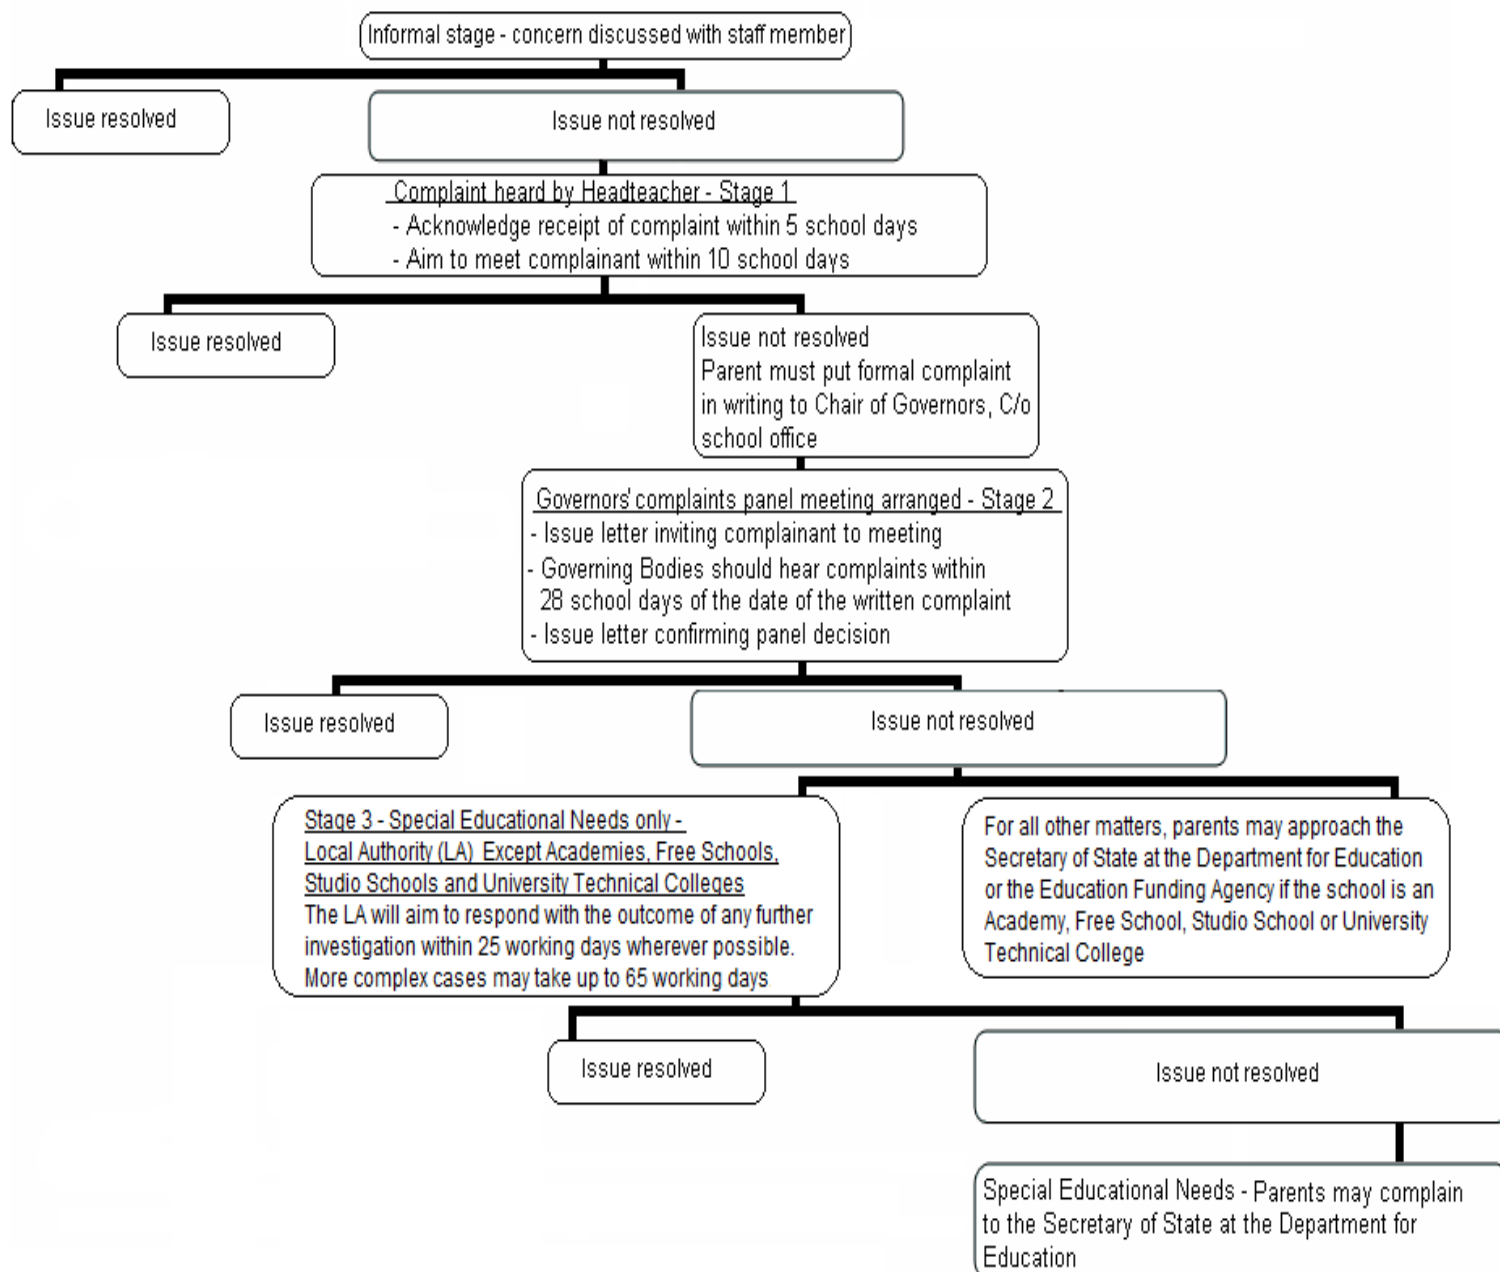 Informal stage - concern discussed with staff member
Issue resolved
Issue not resolved
Complaint heard by Headteacher - Stage 1
- Acknowledge receipt of complaint within 5 school days
- Aim to meet complainant within 10 school days
Issue resolved
Issue not resolved
Parent must put formal complaint
in writing to Chair of Governors, C/o
school office
Governors' complaints panel meeting arranged - Stage 2
- Issue letter inviting complainant to meeting
- Governing Bodies should hear complaints within
28 school days of the date of the written complaint
- Issue letter confirming panel decision
Issue resolved
Issue not resolved
Stage 3 - Special Educational Needs only -
Local Authority (LA) Except Academies, Free Schools,
Studio Schools and University Technical Colleges
The LA will aim to respond with the outcome of any further
investigation within 25 working days wherever possible.
More complex cases may take up to 65 working days
For all other matters, parents may approach the
Secretary of State at the Department for Education
or the Education Funding Agency if the school is an
Academy, Free School, Studio School or University
Technical College
Issue resolved
Issue not resolved
Special Educational Needs - Parents may complain
to the Secretary of State at the Department for
Education